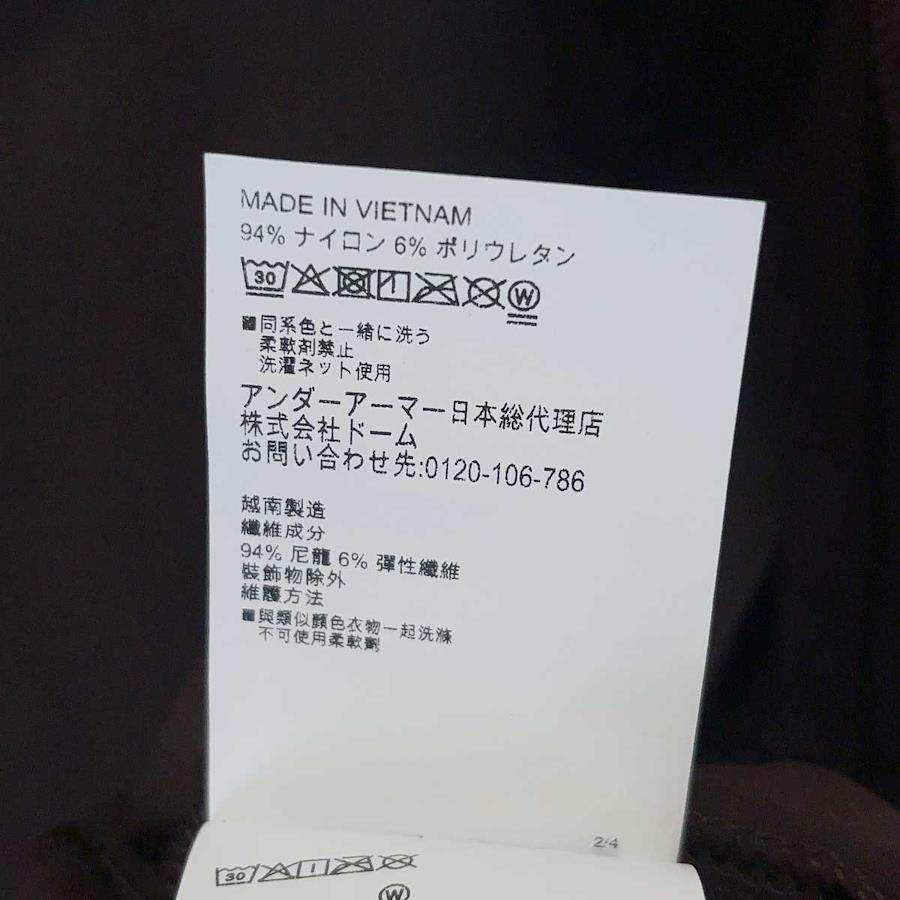 MADE IN VIETNAM
94% ナイロン 6% ポリウレタン
30 W
■同系色と一緒に洗う
柔軟剤禁止
洗濯ネット使用
アンダーアーマー日本総代理店
株式会社ドーム
お問い合わせ先:0120-106-786
越南製造
纖維成分
94% 尼龍 6% 彈性纖維
裝飾物除外
維護方法
■與類似顏色衣物一起洗滌
不可使用柔軟劑
2/4
30
W